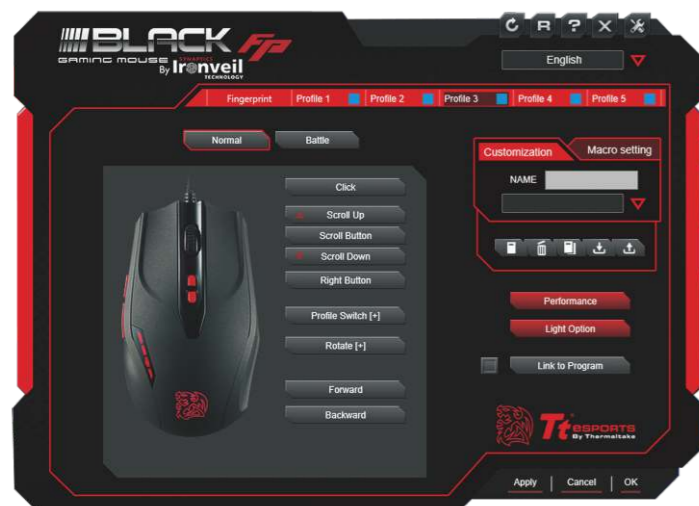 BLACK FP
GAMING MOUSE
SYNAPTICS
By Ironveil
TECHNOLOGY
R ?
English
Fingerprint Profile 1 Profile 2 Profile 3 Profile 4 Profile 5
Normal Battle
Customization Macro setting
NAME
Click
Scroll Up
Scroll Button
Scroll Down
Right Button
Profile Switch [+]
Rotate [+]
Forward
Backward
Performance
Light Option
Link to Program
Tt eSPORTS
By Thermaltake
Apply Cancel OK